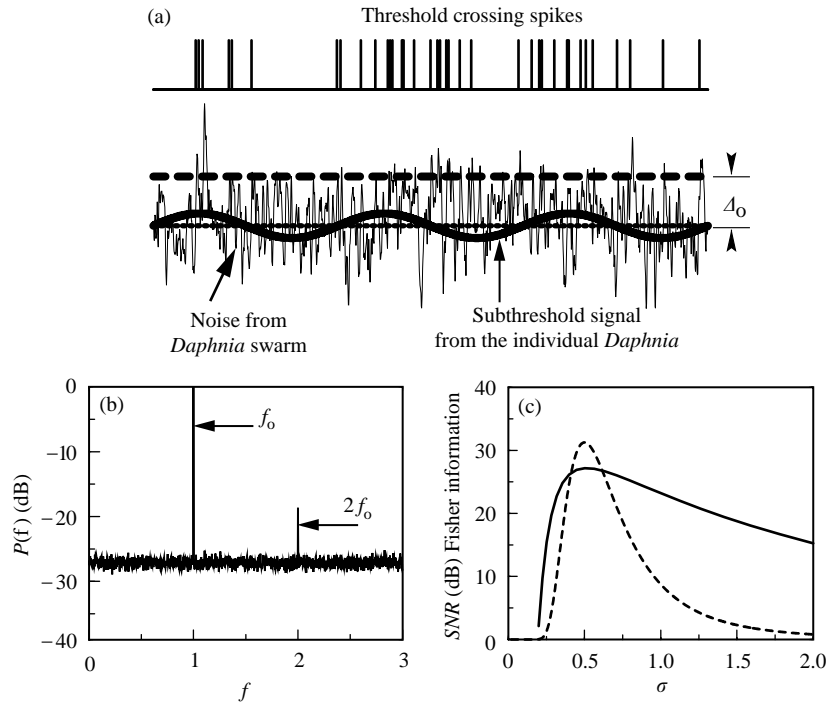 (a)
Threshold crossing spikes
Δo
Noise from
Daphnia swarm
Subthreshold signal
from the individual Daphnia
(b)
P(f) (dB)
0
−10
−20
−30
−40
fo
2fo
0
1
2
3
f
(c)
SNR (dB) Fisher information
40
30
20
10
0
0
0.5
1.0
1.5
2.0
σ